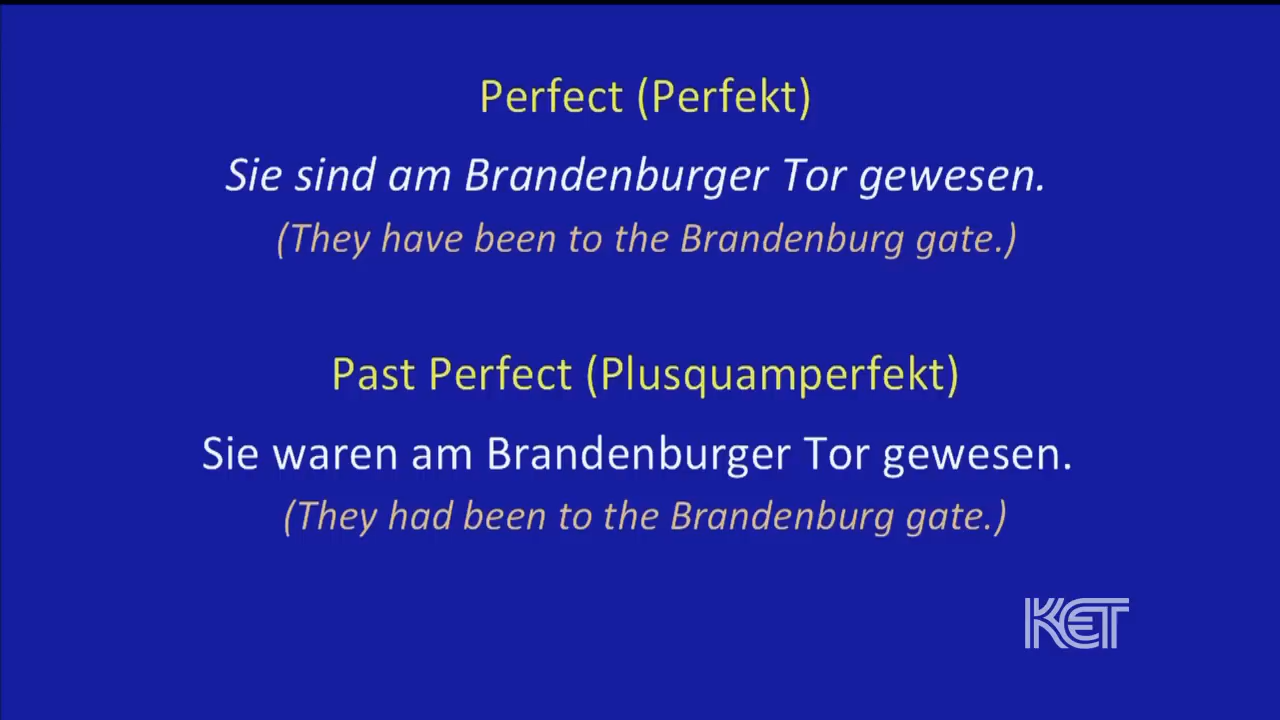 Perfect (Perfekt)
Sie sind am Brandenburger Tor gewesen.
(They have been to the Brandenburg gate.)
Past Perfect (Plusquamperfekt)
Sie waren am Brandenburger Tor gewesen.
(They had been to the Brandenburg gate.)
KET